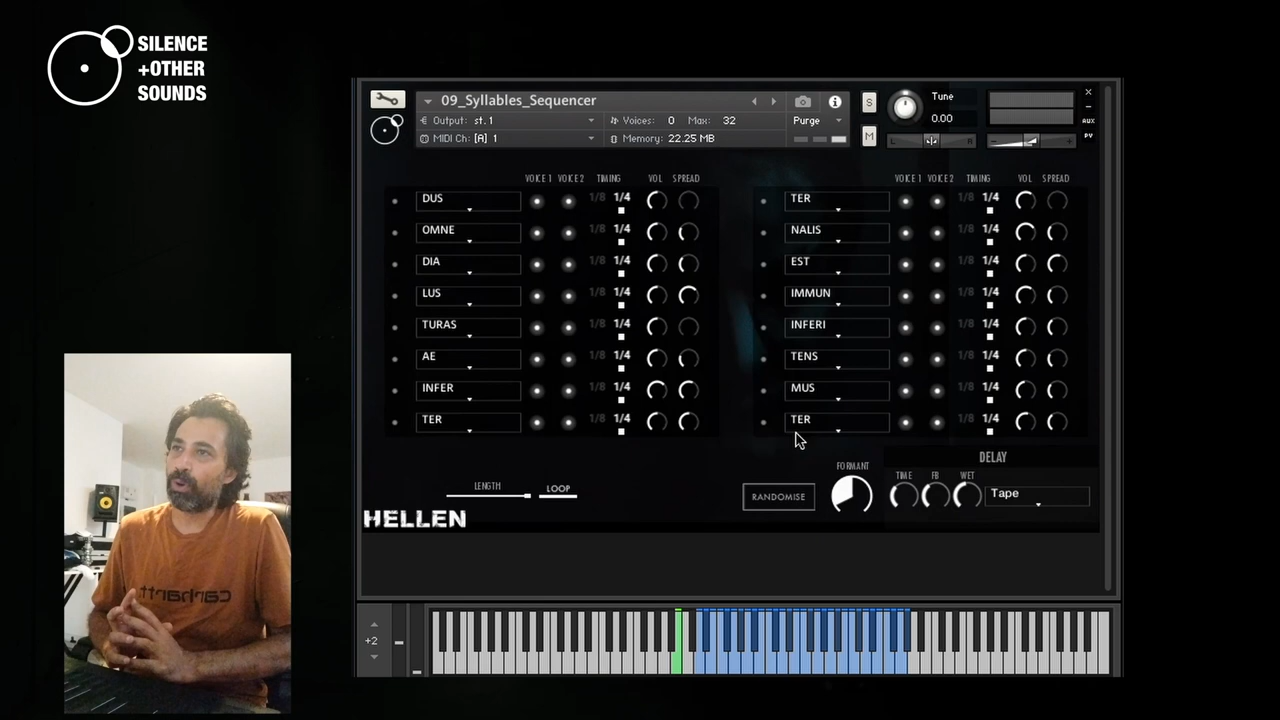 SILENCE
+OTHER
SOUNDS
09_Syllables_Sequencer
Output: st.1
Voices: 0 Max: 32
Purge
MIDI Ch: [A] 1
Memory: 22.25 MB
S
M
Tune
0.00
L R
AUX
PV
VOICE 1 VOICE 2 TIMING VOL SPREAD
VOICE 1 VOICE 2 TIMING VOL SPREAD
DUS 1/8 1/4
TER 1/8 1/4
OMNE 1/8 1/4
NALIS 1/8 1/4
DIA 1/8 1/4
EST 1/8 1/4
LUS 1/8 1/4
IMMUN 1/8 1/4
TURAS 1/8 1/4
INFERI 1/8 1/4
AE 1/8 1/4
TENS 1/8 1/4
INFER 1/8 1/4
MUS 1/8 1/4
TER 1/8 1/4
TER 1/8 1/4
LENGTH
LOOP
RANDOMISE
FORMANT
DELAY
TIME FB WET
Tape
HELLEN
carhartt
+2